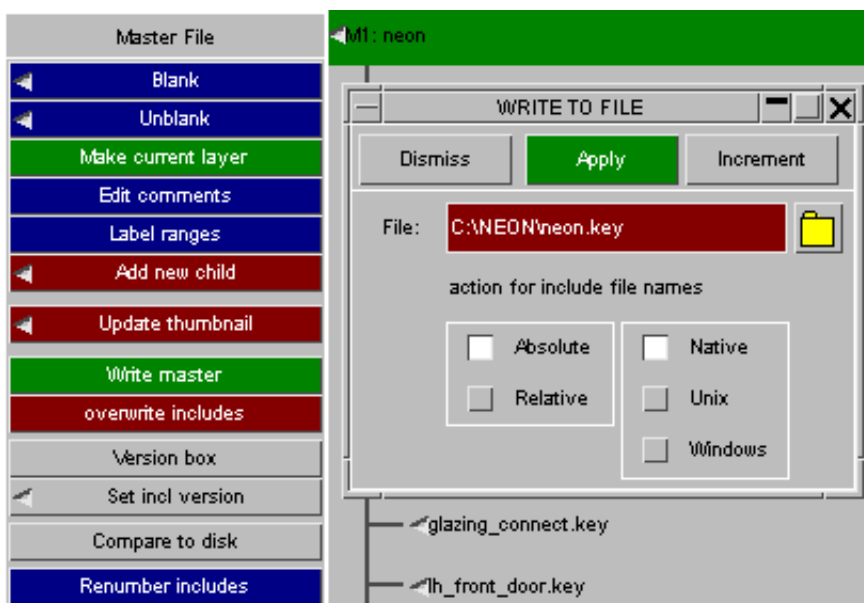 Master File
Blank
Unblank
Make current layer
Edit comments
Label ranges
Add new child
Update thumbnail
Write master
overwrite includes
Version box
Set incl version
Compare to disk
Renumber includes
M1: neon
WRITE TO FILE
Dismiss Apply Increment
File: C:\NEON\neon.key
action for include file names
Absolute Native
Relative Unix
Windows
glazing_connect.key
lh_front_door.key